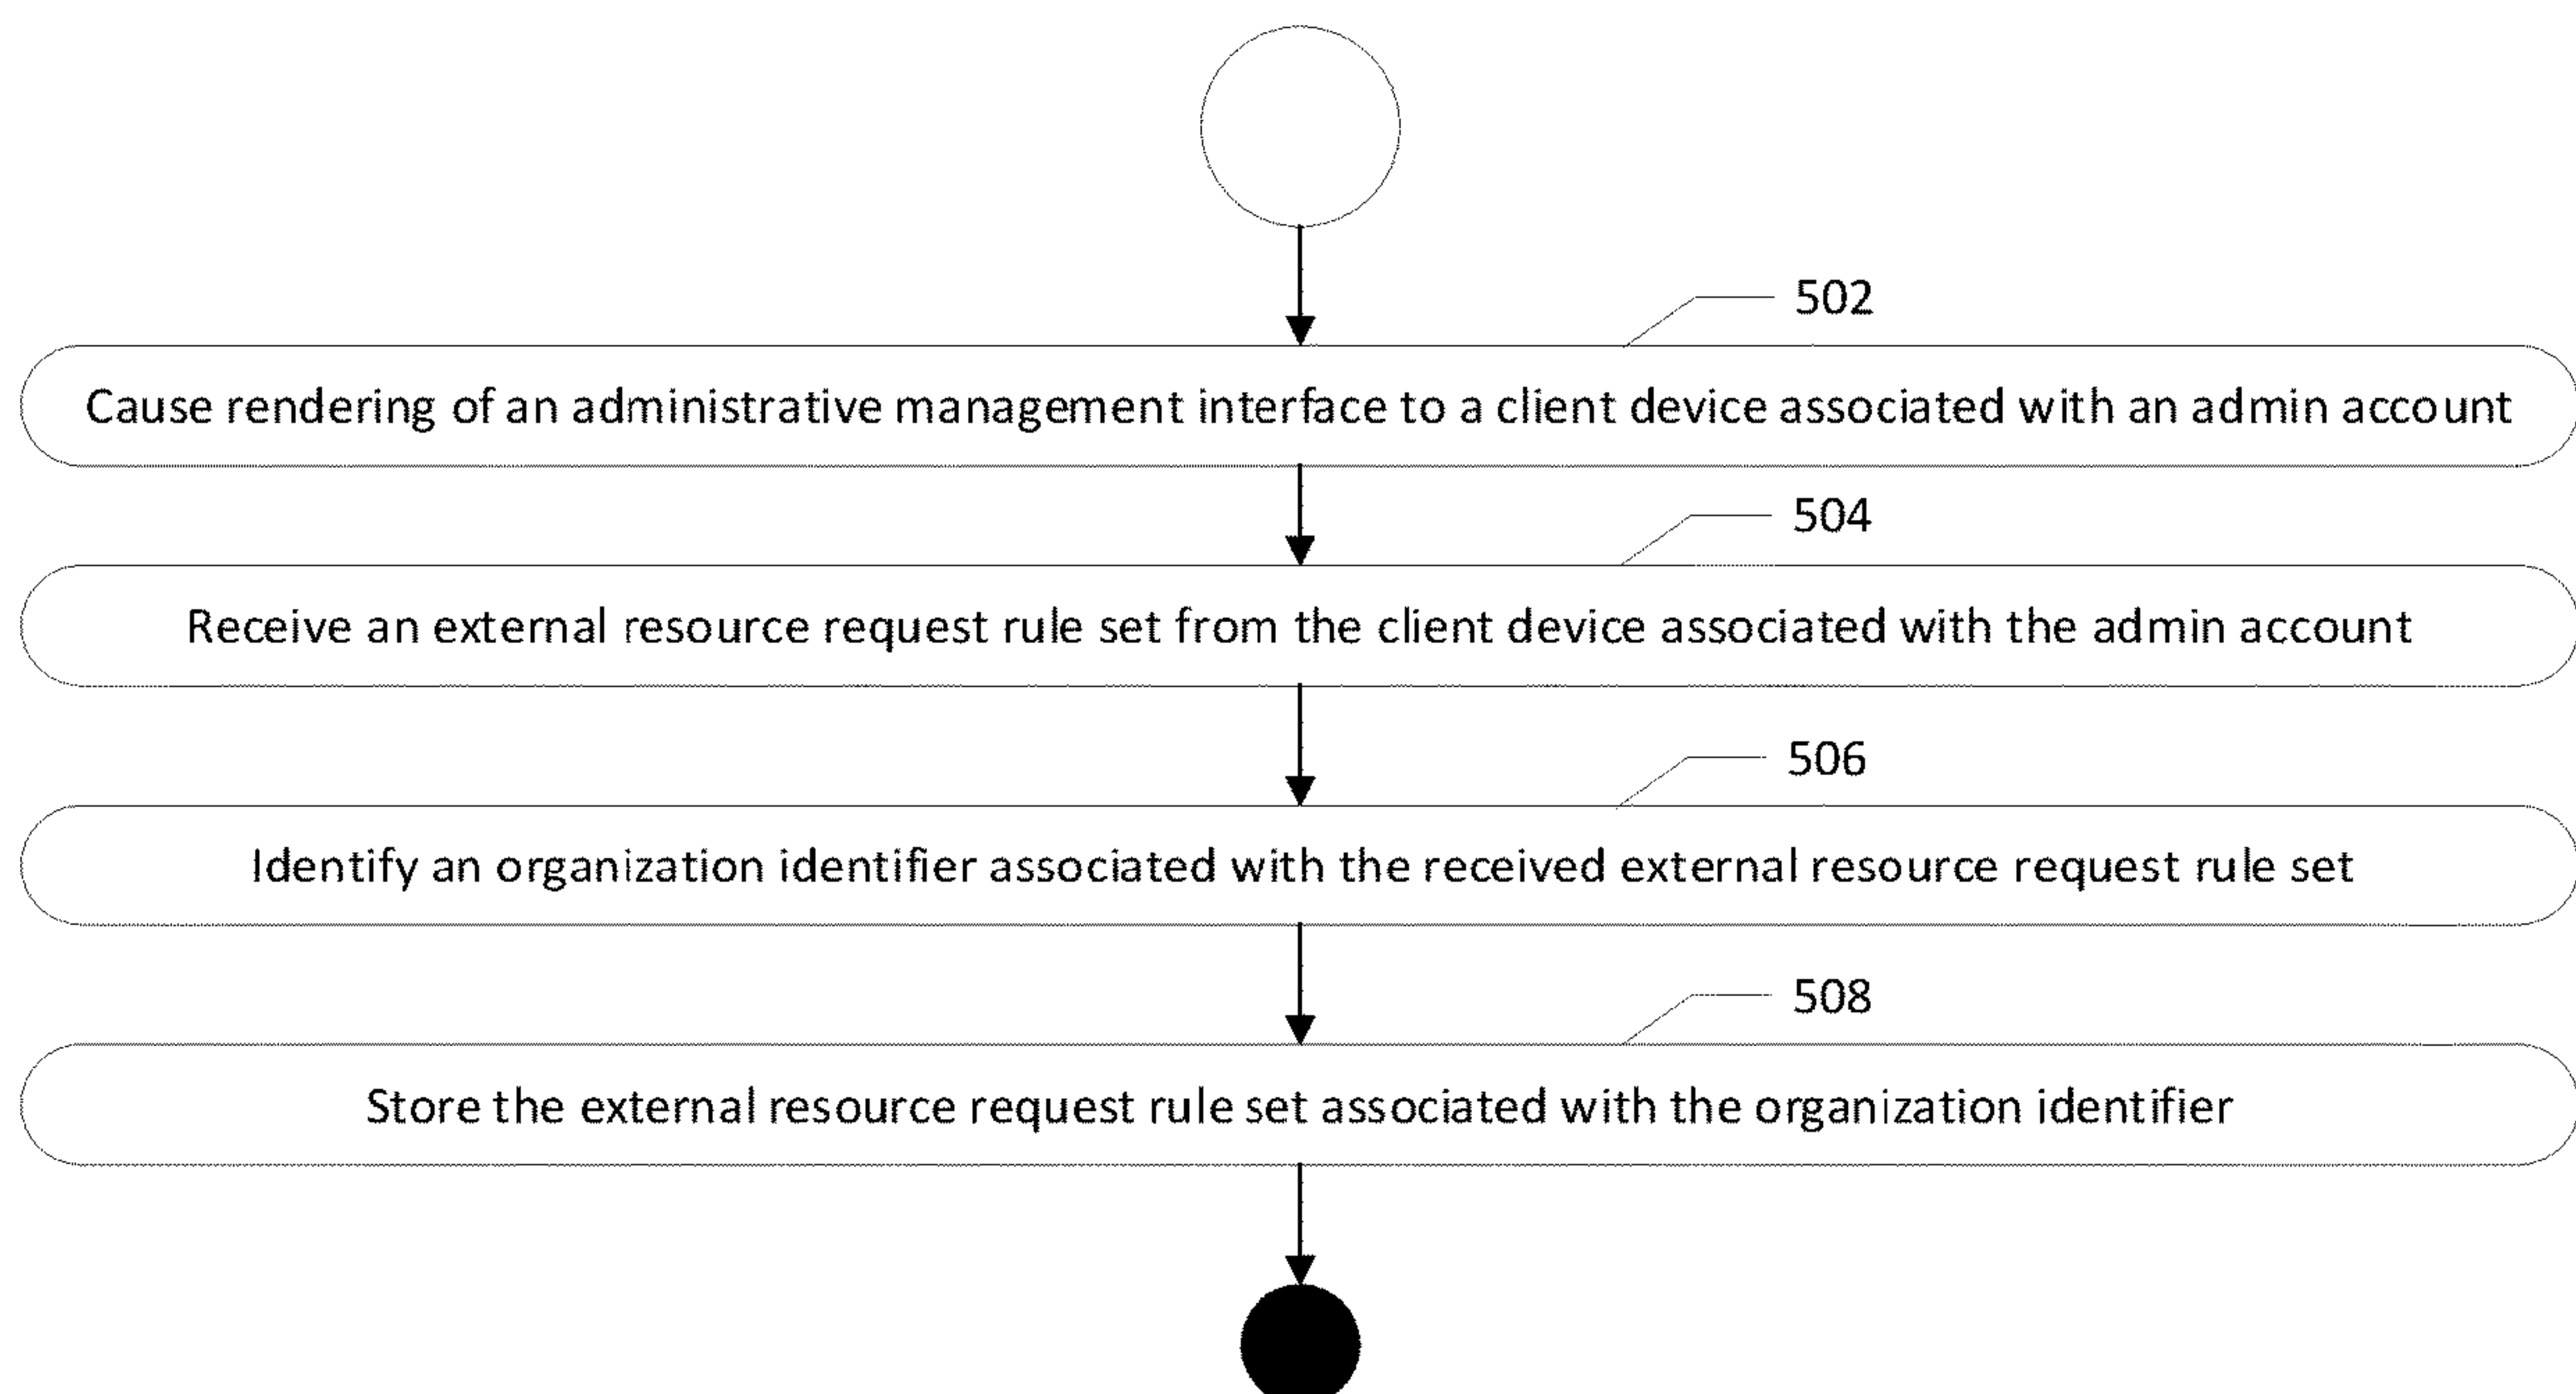 502
Cause rendering of an administrative management interface to a client device associated with an admin account
504
Receive an external resource request rule set from the client device associated with the admin account
506
Identify an organization identifier associated with the received external resource request rule set
508
Store the external resource request rule set associated with the organization identifier